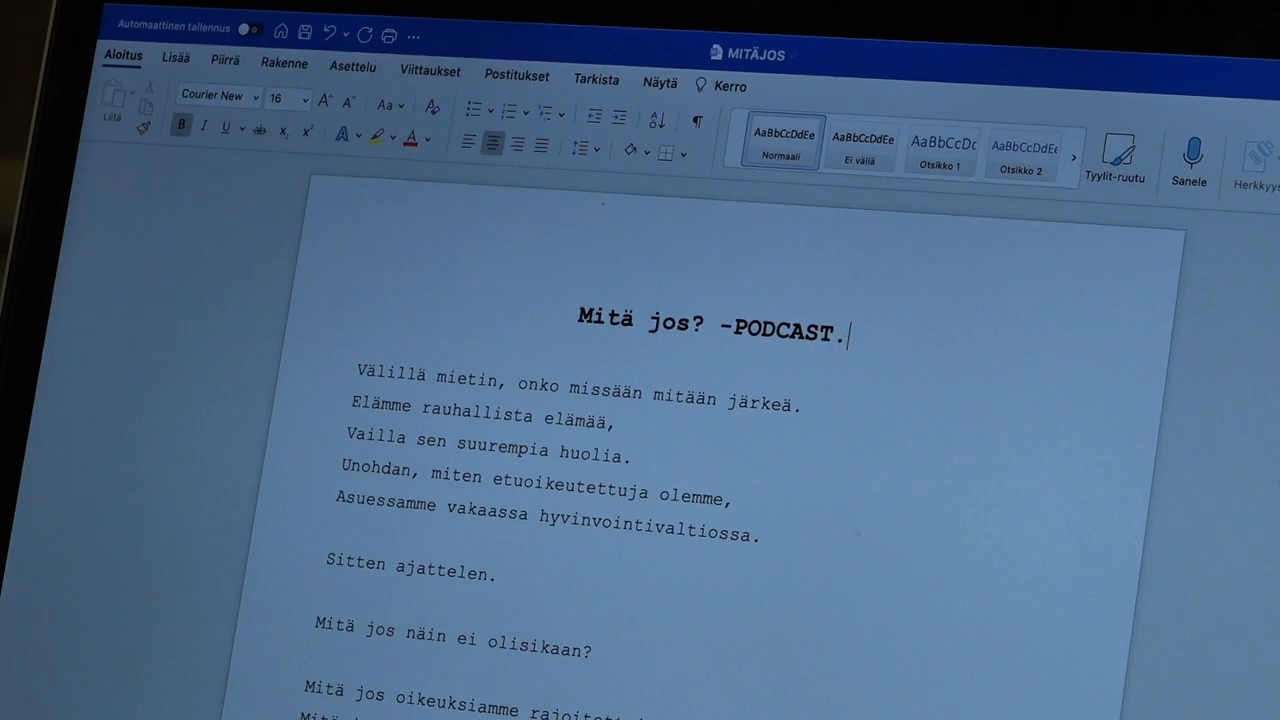 Automaattinen tallennus
MITÄJOS
Aloitus Lisää Piirrä Rakenne Asettelu Viittaukset Postitukset Tarkista Näytä Kerro
Liitä
Courier New 16
AaBbCcDdEe
Normaali
AaBbCcDdEe
Ei väliä
AaBbCcDc
Otsikko 1
AaBbCcDdEe
Otsikko 2
Tyylit-ruutu
Sanele
Herkkyys
Mitä jos? -PODCAST.
Välillä mietin, onko missään mitään järkeä.
Elämme rauhallista elämää,
Vailla sen suurempia huolia.
Unohdan, miten etuoikeutettuja olemme,
Asuessamme vakaassa hyvinvointivaltiossa.
Sitten ajattelen.
Mitä jos näin ei olisikaan?
Mitä jos oikeuksiamme